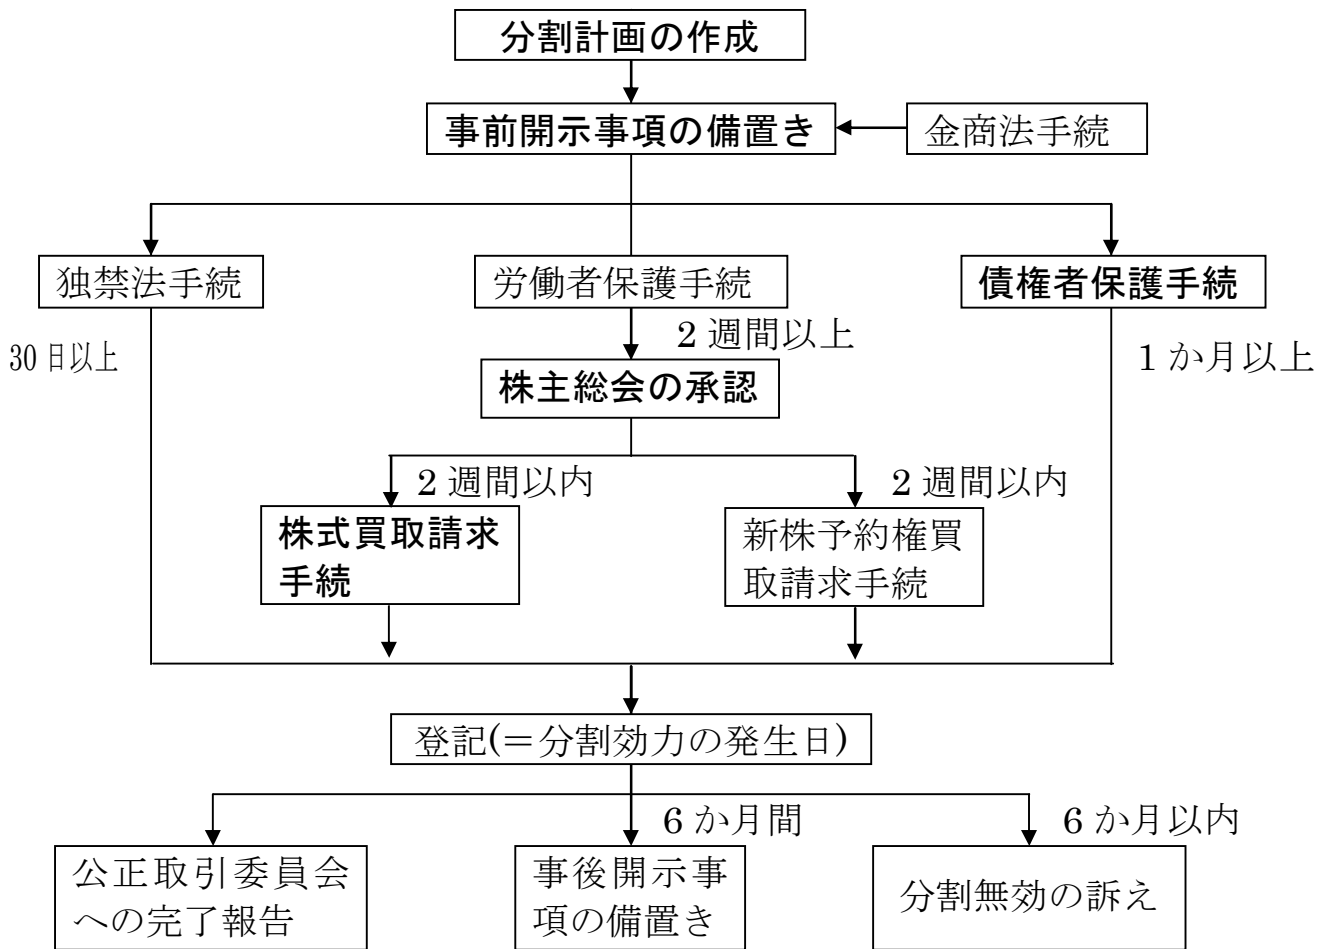 分割計画の作成
事前開示事項の備置き
金商法手続
独禁法手続
労働者保護手続
債権者保護手続
30日以上
2週間以上
1か月以上
株主総会の承認
2週間以内
2週間以内
株式買取請求
手続
新株予約権買
取請求手続
登記(＝分割効力の発生日)
6か月間
6か月以内
公正取引委員会
への完了報告
事後開示事
項の備置き
分割無効の訴え